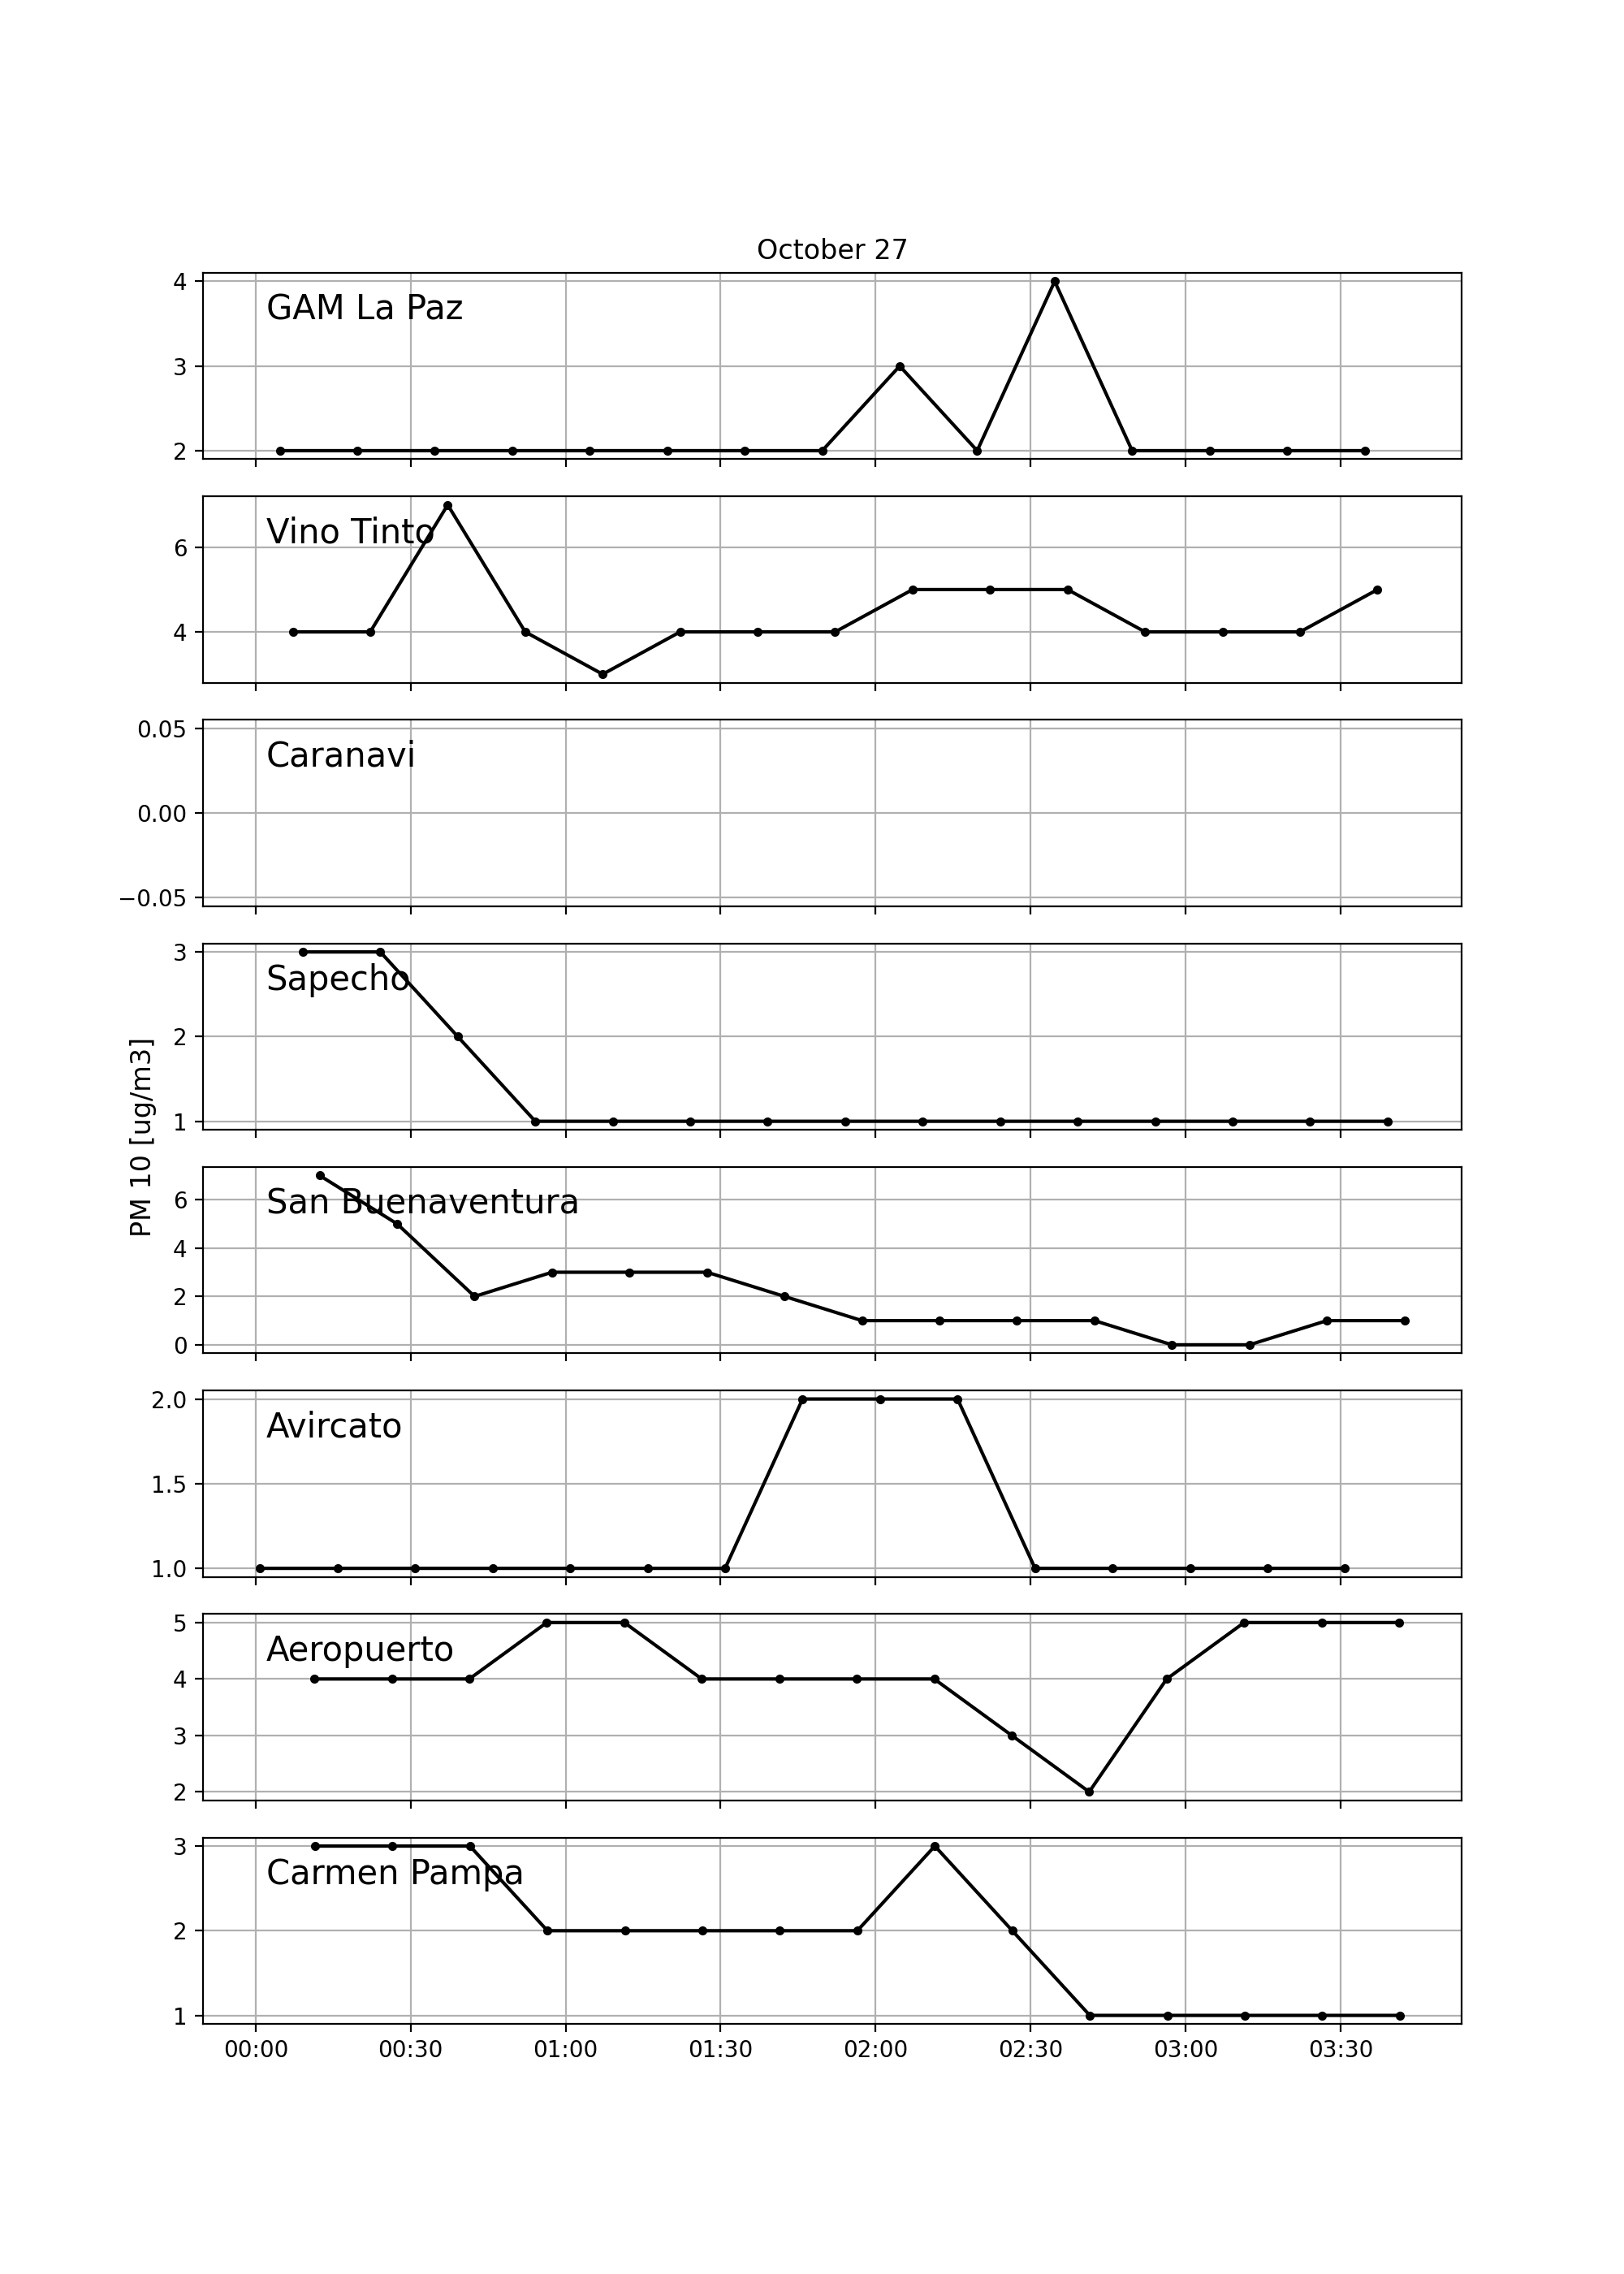 October 27
4
GAM La Paz
3
2
Vino Tinto
6
4
0.05
Caranavi
0.00
−0.05
3
Sapecho
2
1
PM 10 [ug/m3]
San Buenaventura
6
4
2
0
2.0
Avircato
1.5
1.0
5
Aeropuerto
4
3
2
3
Carmen Pampa
2
1
00:00 00:30 01:00 01:30 02:00 02:30 03:00 03:30